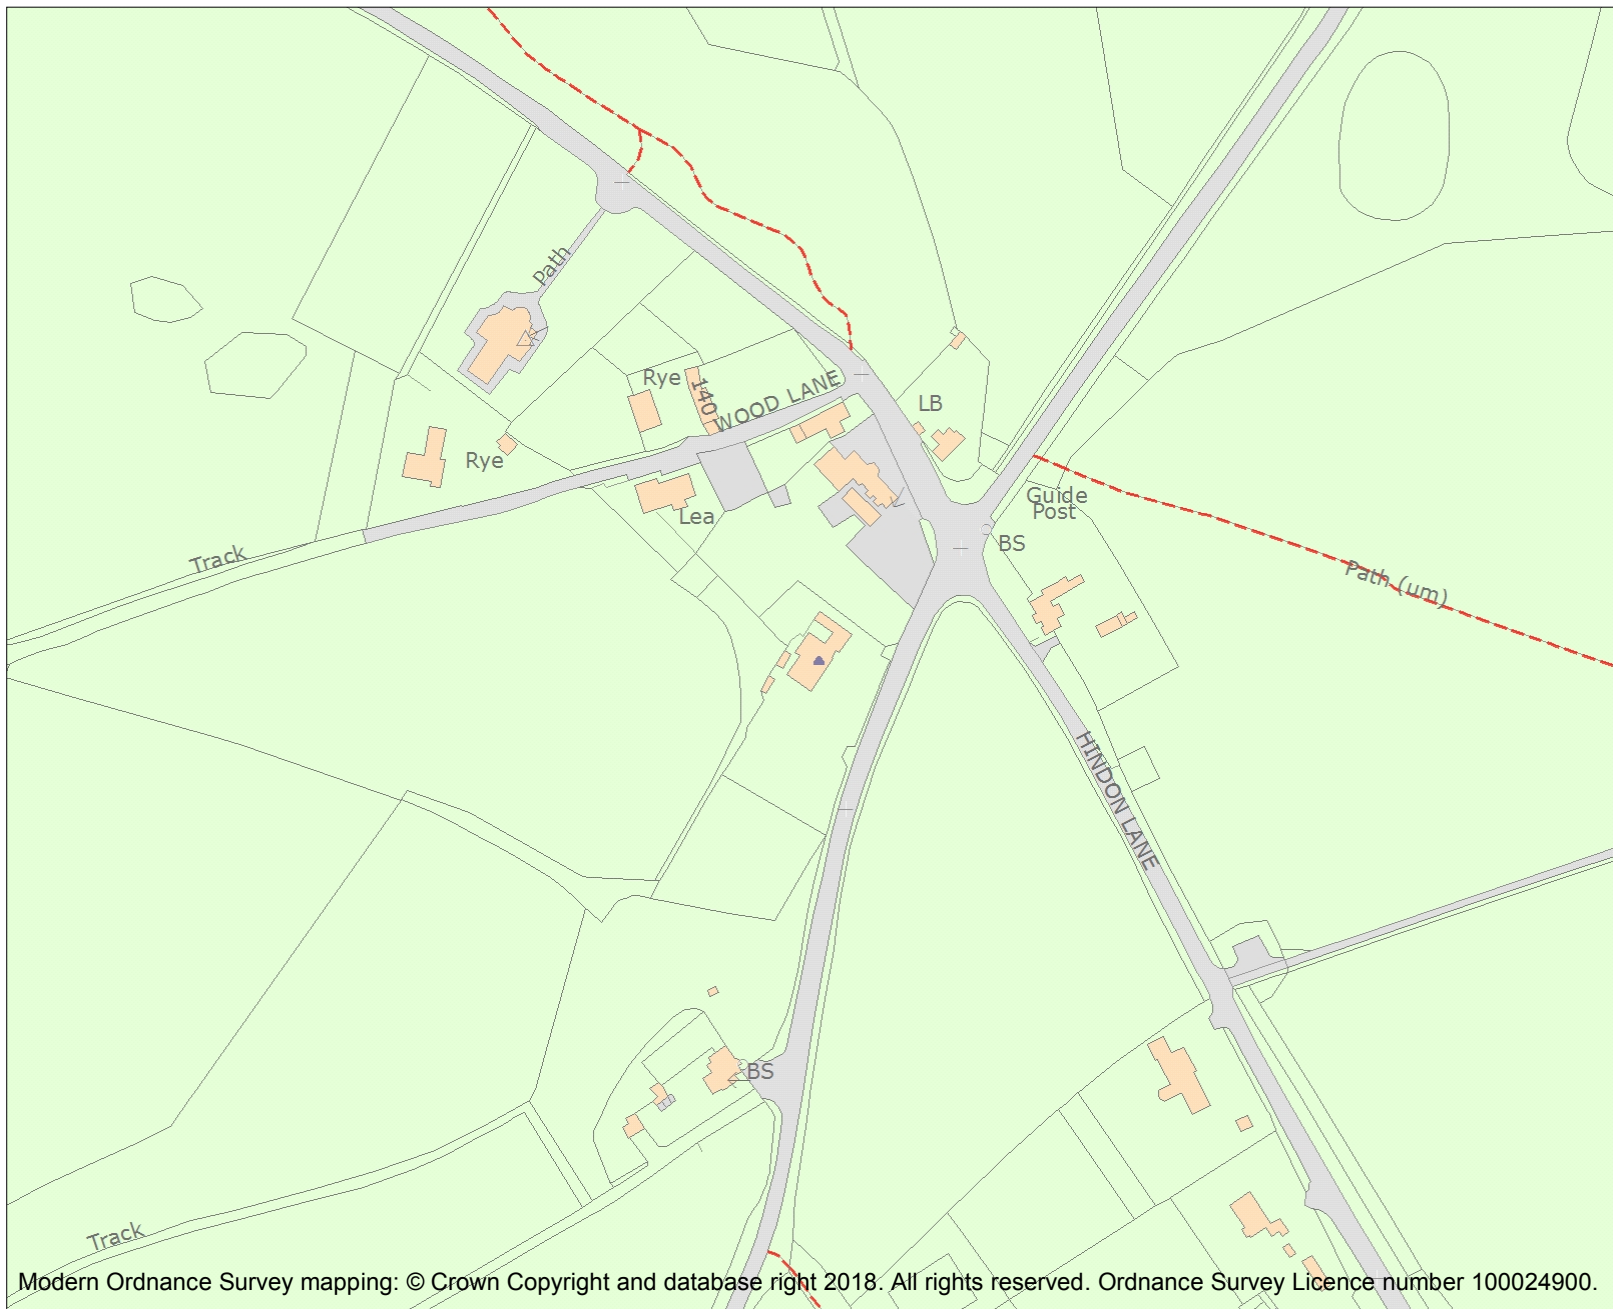 Path
Rye
140
WOOD LANE
LB
Rye
Lea
Guide
Post
BS
Track
Path (um)
HINDON LANE
BS
Track
Modern Ordnance Survey mapping: © Crown Copyright and database right 2018. All rights reserved. Ordnance Survey Licence number 100024900.